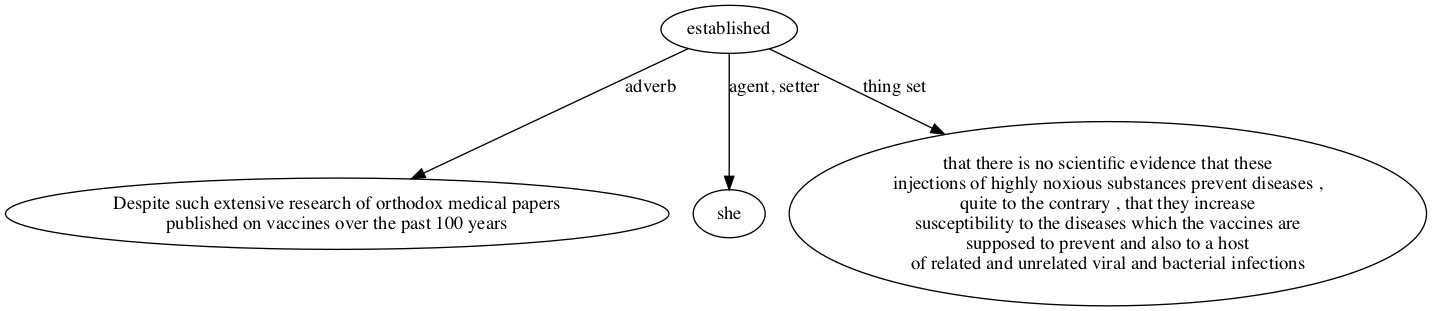 established
adverb
agent, setter
thing set
Despite such extensive research of orthodox medical papers
published on vaccines over the past 100 years
she
that there is no scientific evidence that these
injections of highly noxious substances prevent diseases ,
quite to the contrary , that they increase
susceptibility to the diseases which the vaccines are
supposed to prevent and also to a host
of related and unrelated viral and bacterial infections